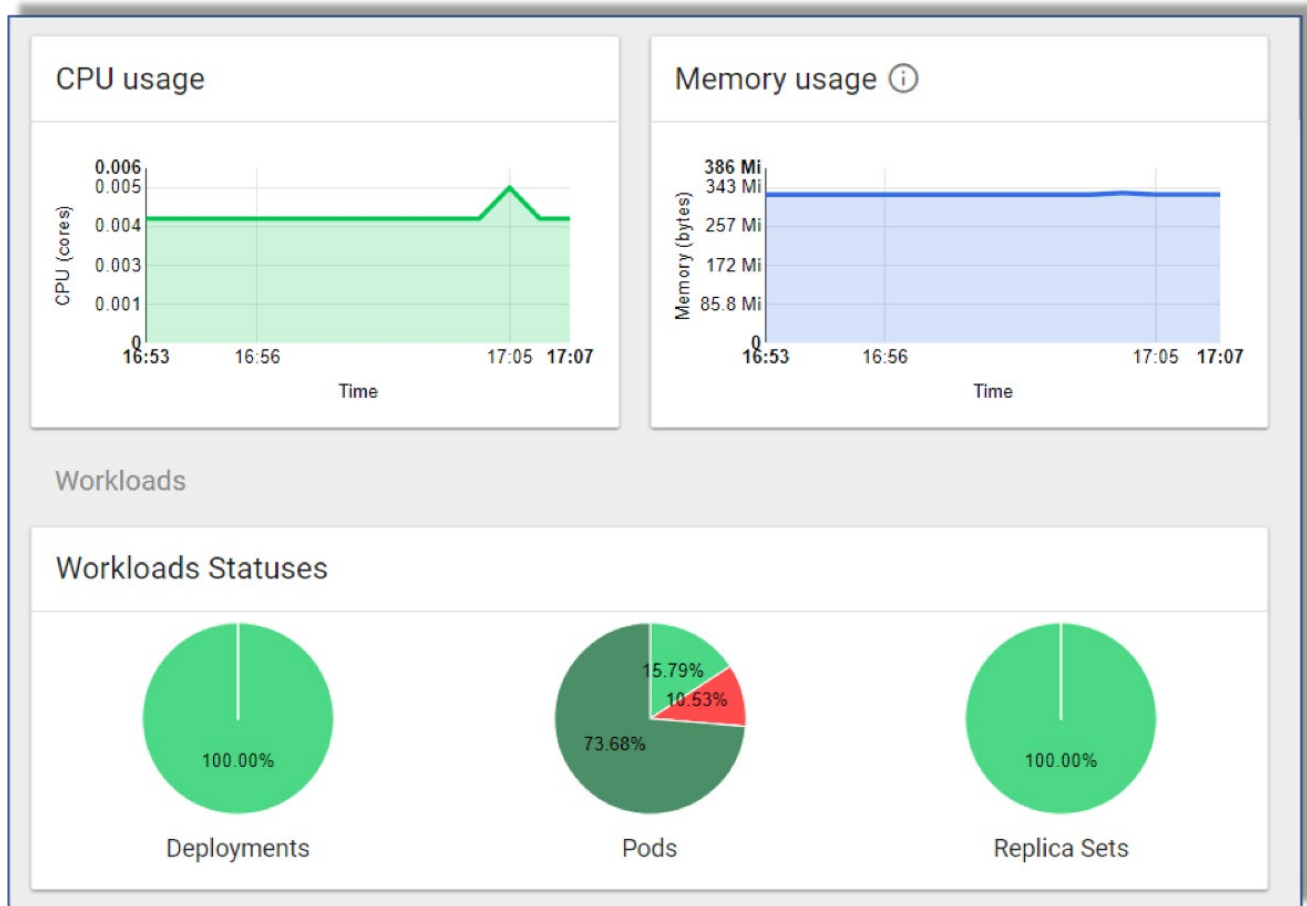 CPU usage
0.006
0.005
0.004
0.003
0.001
0
CPU (cores)
16:53 16:56 17:05 17:07
Time
Memory usage
386 Mi
343 Mi
257 Mi
172 Mi
85.8 Mi
0
Memory (bytes)
16:53 16:56 17:05 17:07
Time
Workloads
Workloads Statuses
100.00%
Deployments
15.79%
10.53%
73.68%
Pods
100.00%
Replica Sets